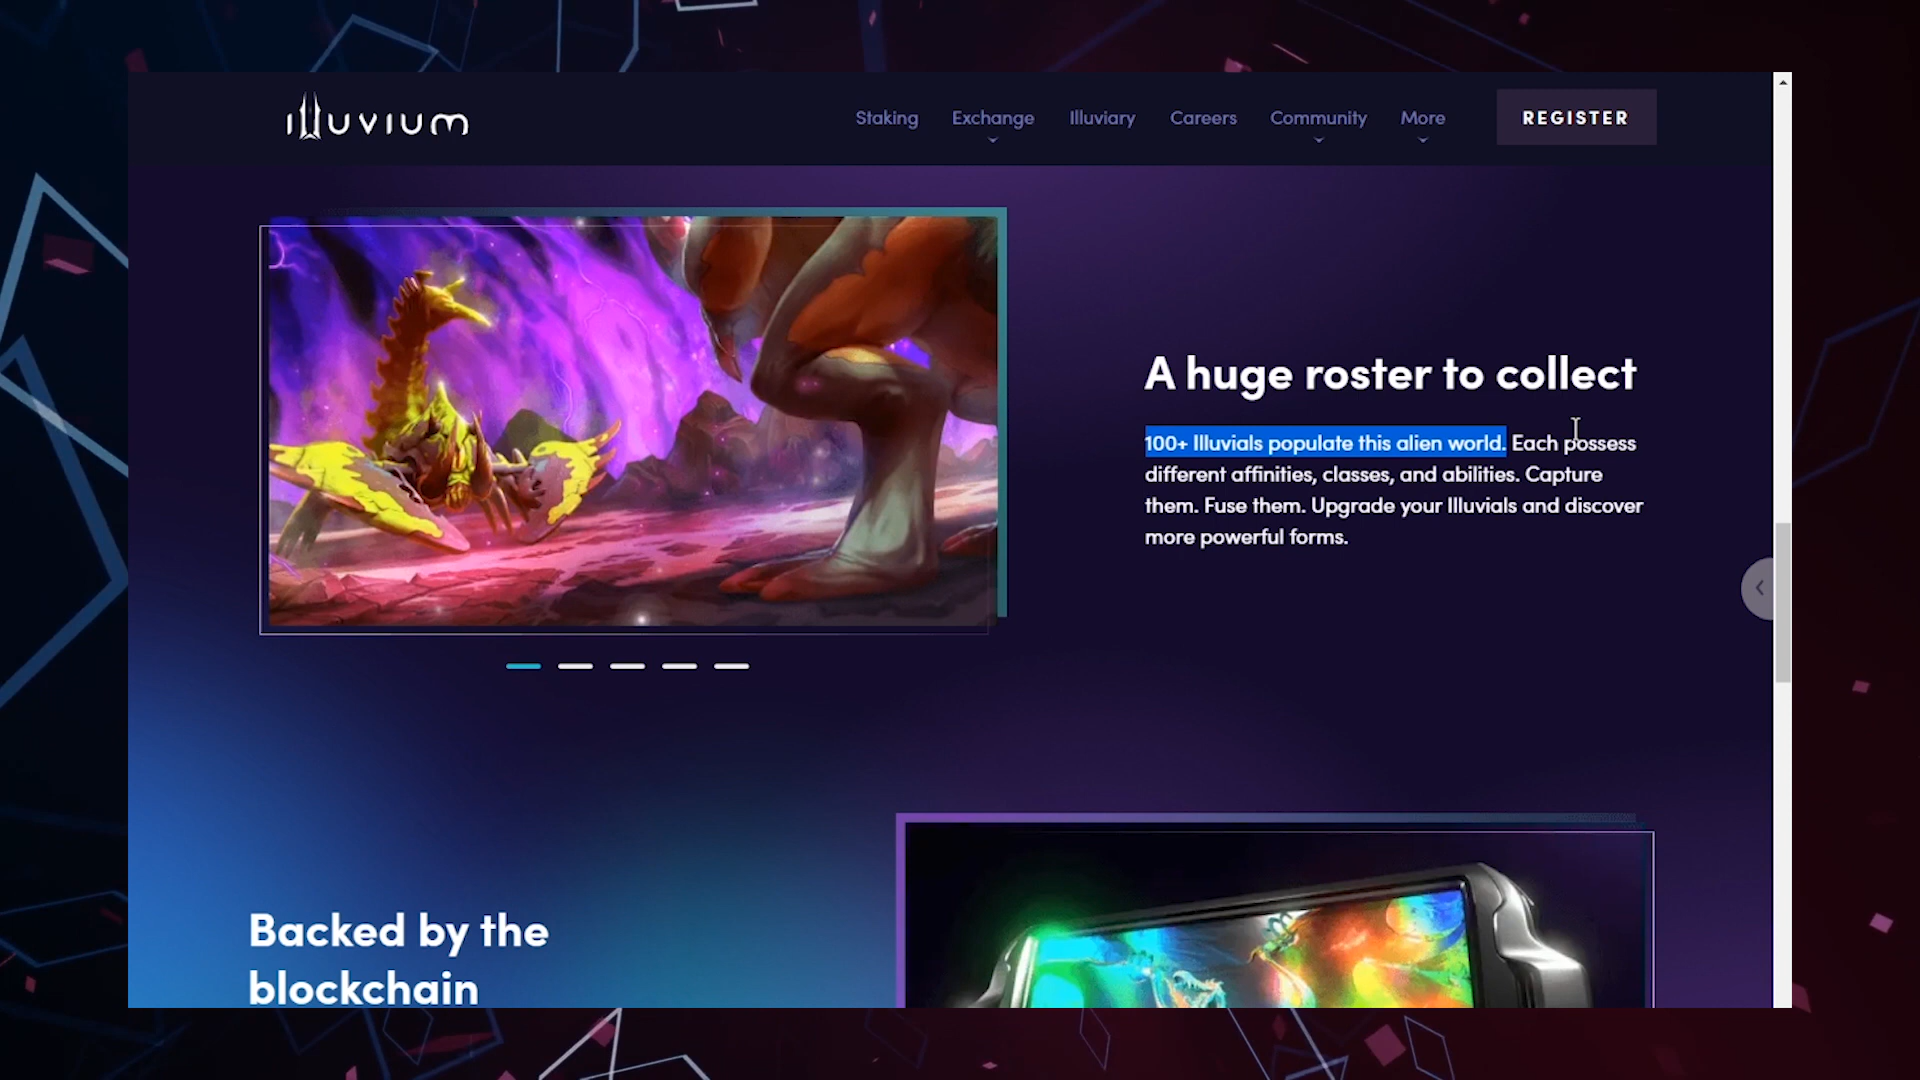 illuvium
Staking Exchange Illuviary Careers Community More REGISTER
A huge roster to collect
100+ Illuvials populate this alien world. Each possess
different affinities, classes, and abilities. Capture
them. Fuse them. Upgrade your Illuvials and discover
more powerful forms.
Backed by the
blockchain